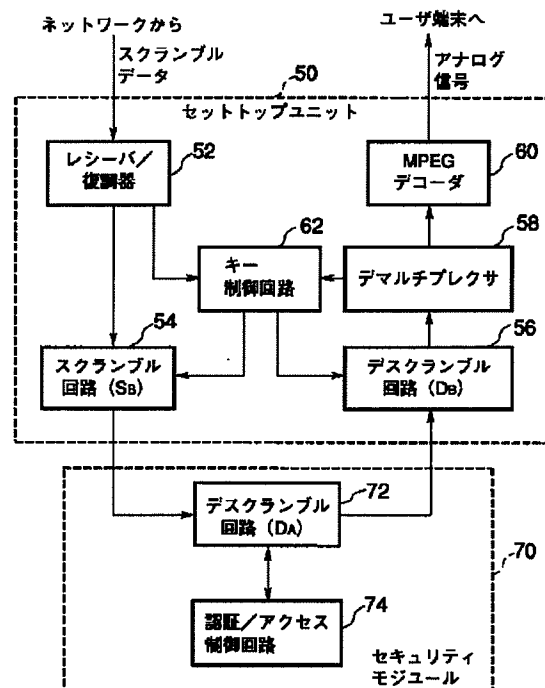 ネットワークから
スクランブル
データ
ユーザ端末へ
アナログ
信号
50
セットトップユニット
レシーバ/
復調器
52
MPEG
デコーダ
60
62
キー
制御回路
58
デマルチプレクサ
54
スクランブル
回路 (SB)
56
デスクランブル
回路 (DB)
72
デスクランブル
回路 (DA)
70
74
認証/アクセス
制御回路
セキュリティ
モジュール